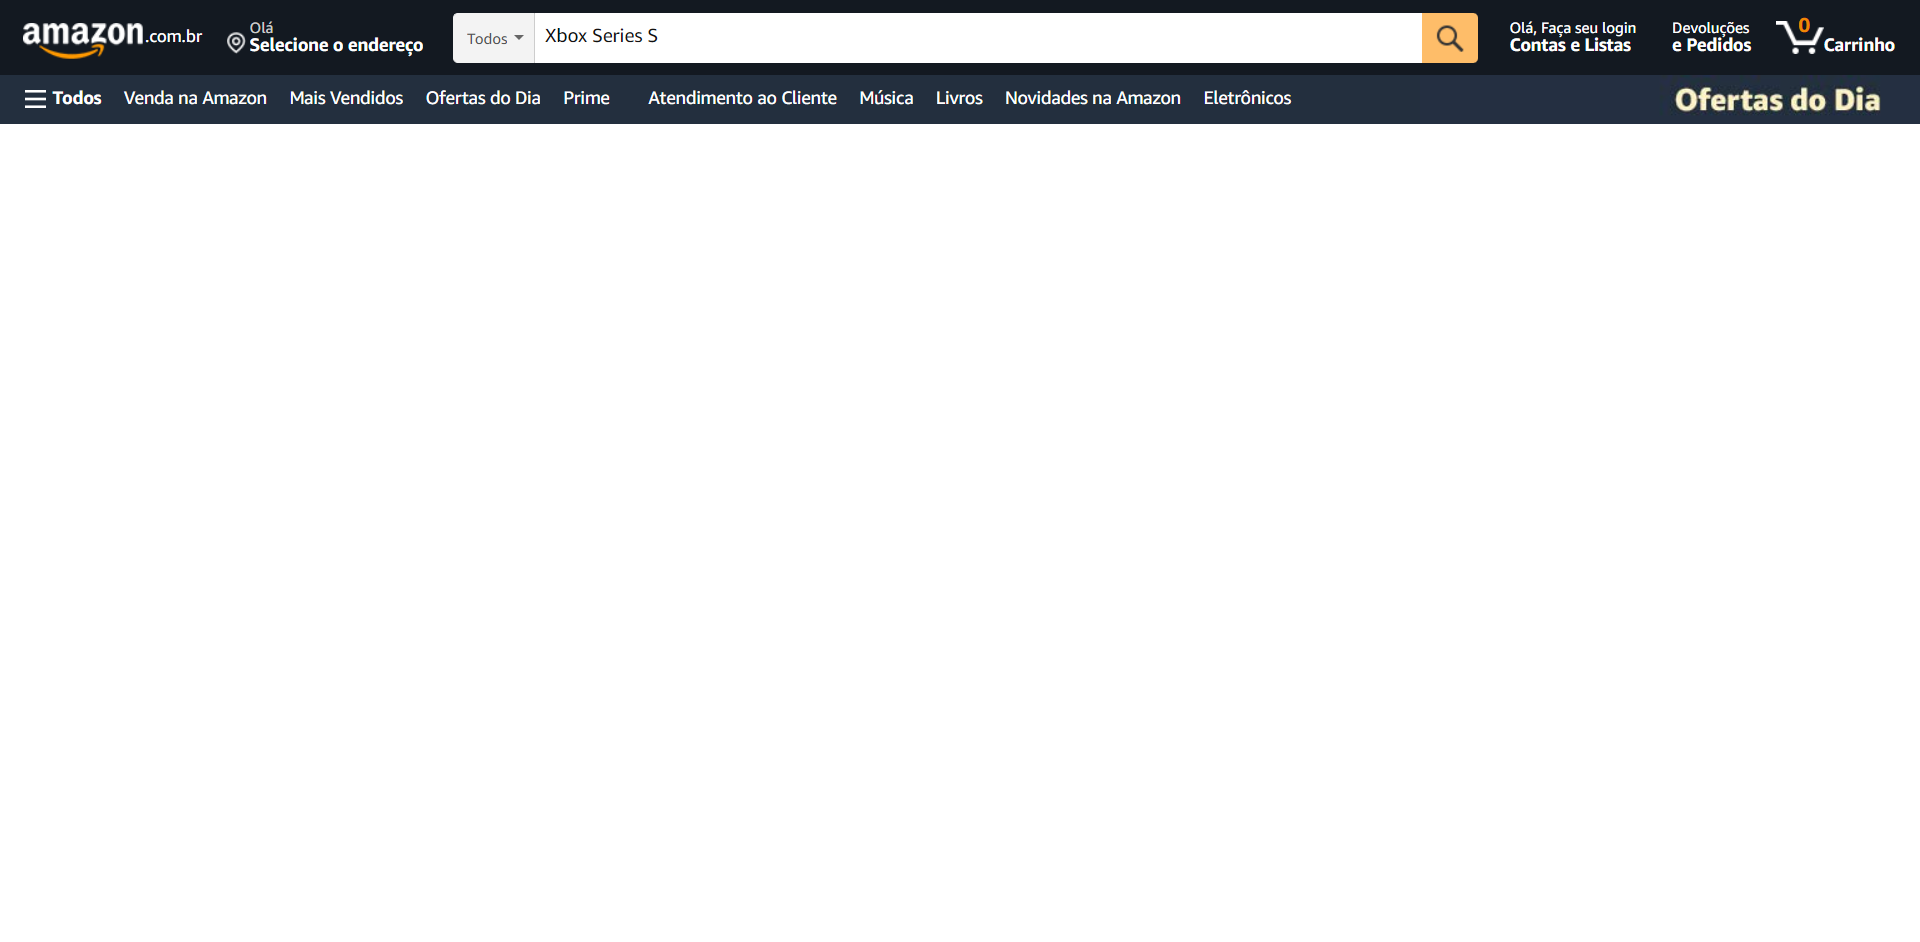 amazon.com.br
Olá
Selecione o endereço
Todos
Xbox Series S
Olá, Faça seu login
Contas e Listas
Devoluções
e Pedidos
0
Carrinho
Todos
Venda na Amazon
Mais Vendidos
Ofertas do Dia
Prime
Atendimento ao Cliente
Música
Livros
Novidades na Amazon
Eletrônicos
Ofertas do Dia